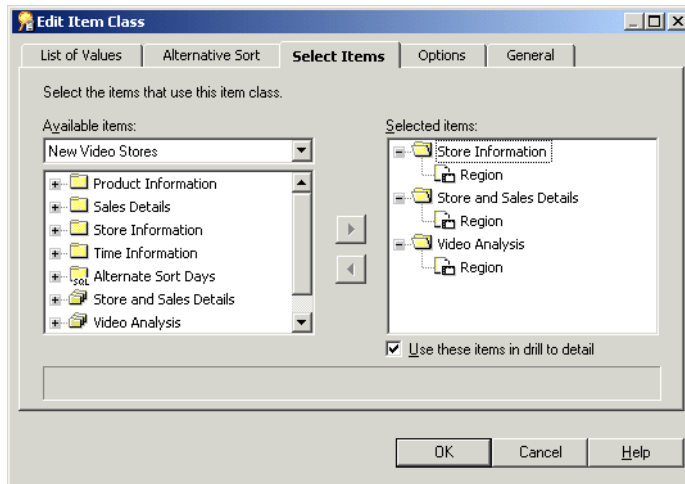 Edit Item Class
List of Values
Alternative Sort
Select Items
Options
General
Select the items that use this item class.
Available items:
New Video Stores
Product Information
Sales Details
Store Information
Time Information
SQL
Alternate Sort Days
Store and Sales Details
Video Analysis
Selected items:
Store Information
Region
Store and Sales Details
Region
Video Analysis
Region
Use these items in drill to detail
OK
Cancel
Help